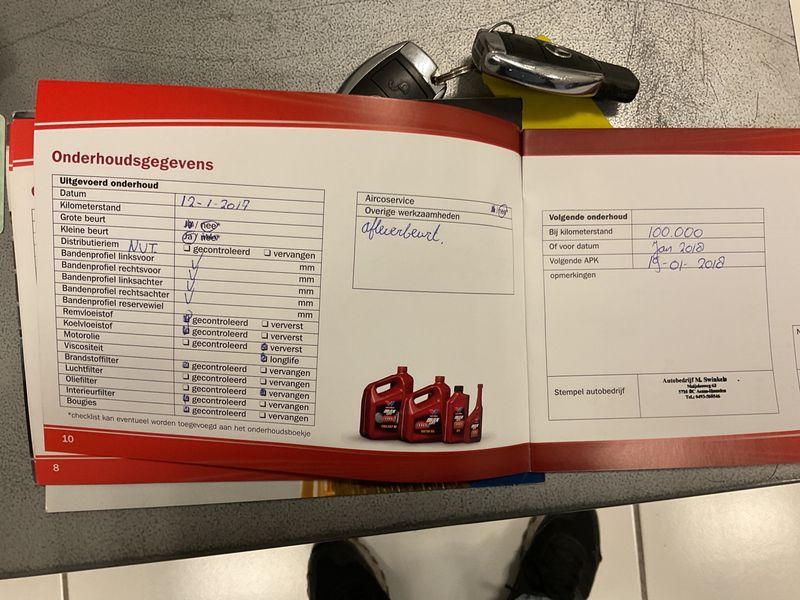 Onderhoudsgegevens
Uitgevoerd onderhoud
Datum 12-1-2017
Kilometerstand
Grote beurt ja / nee*
Kleine beurt ja / nee*
Distributieriem NVT gecontroleerd vervangen
Bandenprofiel linksvoor mm
Bandenprofiel rechtsvoor mm
Bandenprofiel linksachter mm
Bandenprofiel rechtsachter mm
Bandenprofiel reservewiel mm
Remvloeistof gecontroleerd ververst
Koelvloeistof gecontroleerd ververst
Motorolie gecontroleerd ververst
Viscositeit longlife
Brandstoffilter gecontroleerd vervangen
Luchtfilter gecontroleerd vervangen
Oliefilter gecontroleerd vervangen
Interieurfilter gecontroleerd vervangen
Bougies gecontroleerd vervangen
*checklist kan eventueel worden toegevoegd aan het onderhoudsboekje
10
8
Aircoservice nee*
Overige werkzaamheden
afleverbeurt.
Volgende onderhoud
Bij kilometerstand 100.000
Of voor datum Jan 2018
Volgende APK 19-01-2018
opmerkingen
Stempel autobedrijf
Autobedrijf M. Swinkels